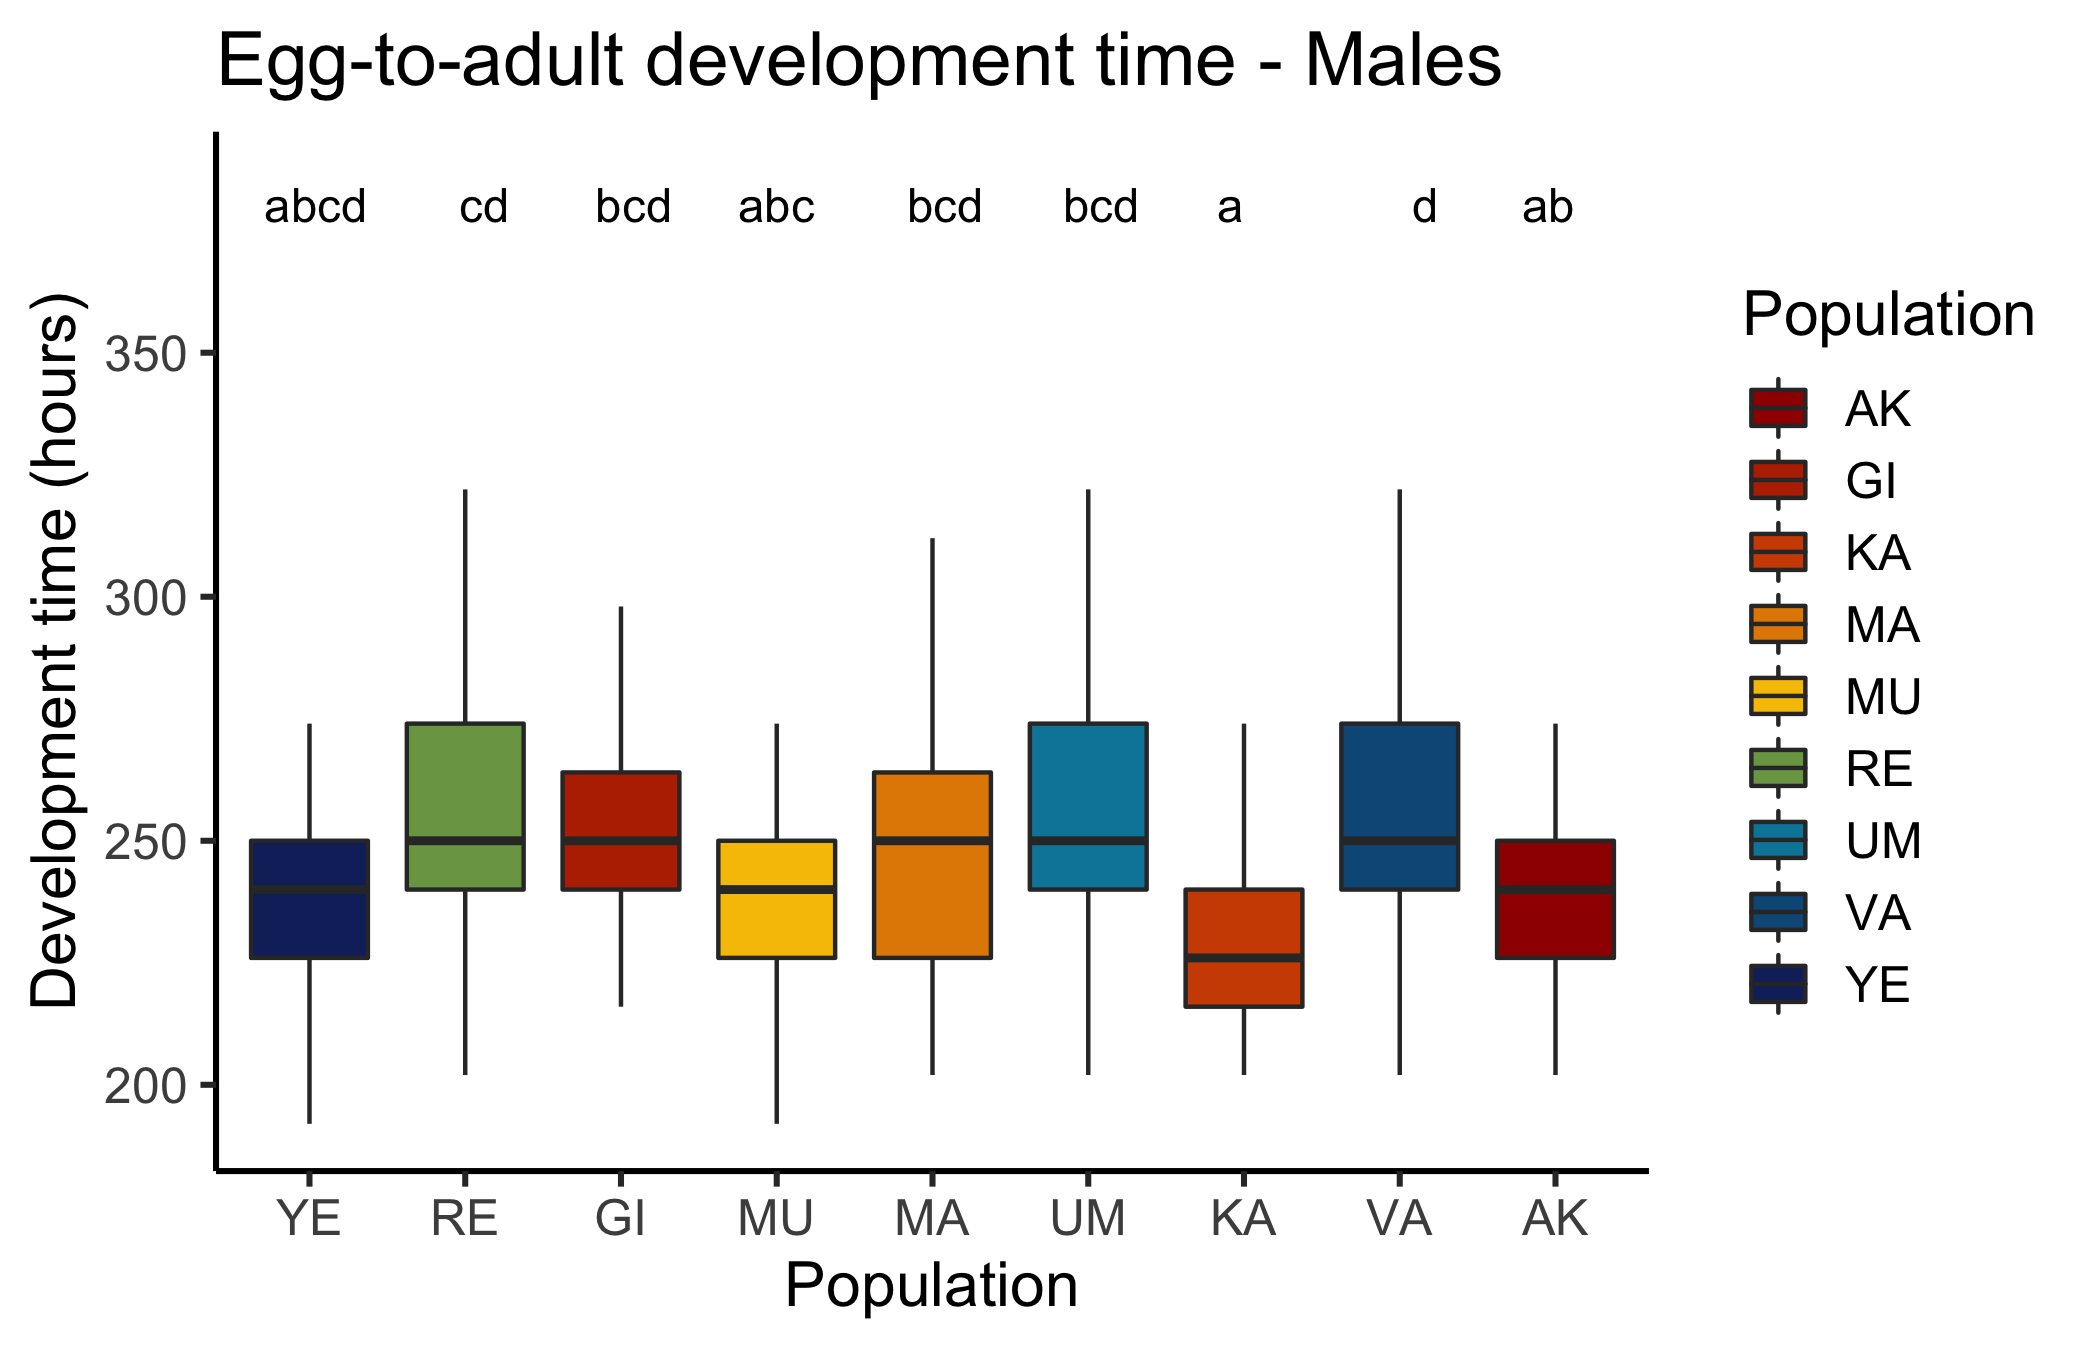 Egg-to-adult development time - Males
abcd cd bcd abc bcd bcd a d ab
Development time (hours)
350
300
250
200
YE RE GI MU MA UM KA VA AK
Population
Population
AK
GI
KA
MA
MU
RE
UM
VA
YE